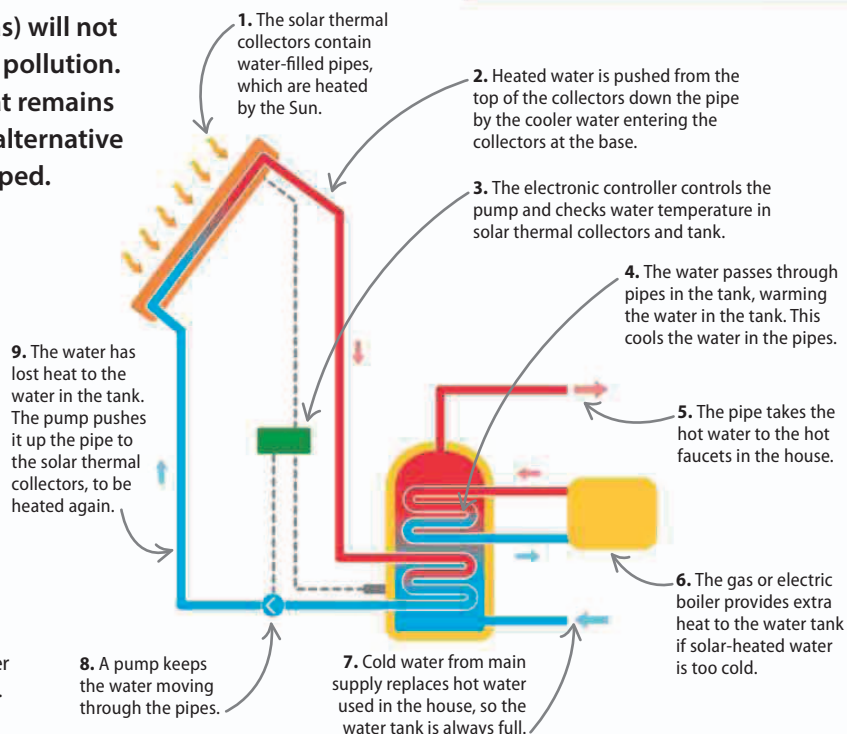 s) will not
pollution.
t remains
alternative
ped.
1. The solar thermal
collectors contain
water-filled pipes,
which are heated
by the Sun.
2. Heated water is pushed from the
top of the collectors down the pipe
by the cooler water entering the
collectors at the base.
3. The electronic controller controls the
pump and checks water temperature in
solar thermal collectors and tank.
4. The water passes through
pipes in the tank, warming
the water in the tank. This
cools the water in the pipes.
5. The pipe takes the
hot water to the hot
faucets in the house.
6. The gas or electric
boiler provides extra
heat to the water tank
if solar-heated water
is too cold.
7. Cold water from main
supply replaces hot water
used in the house, so the
water tank is always full.
8. A pump keeps
the water moving
through the pipes.
9. The water has
lost heat to the
water in the tank.
The pump pushes
it up the pipe to
the solar thermal
collectors, to be
heated again.